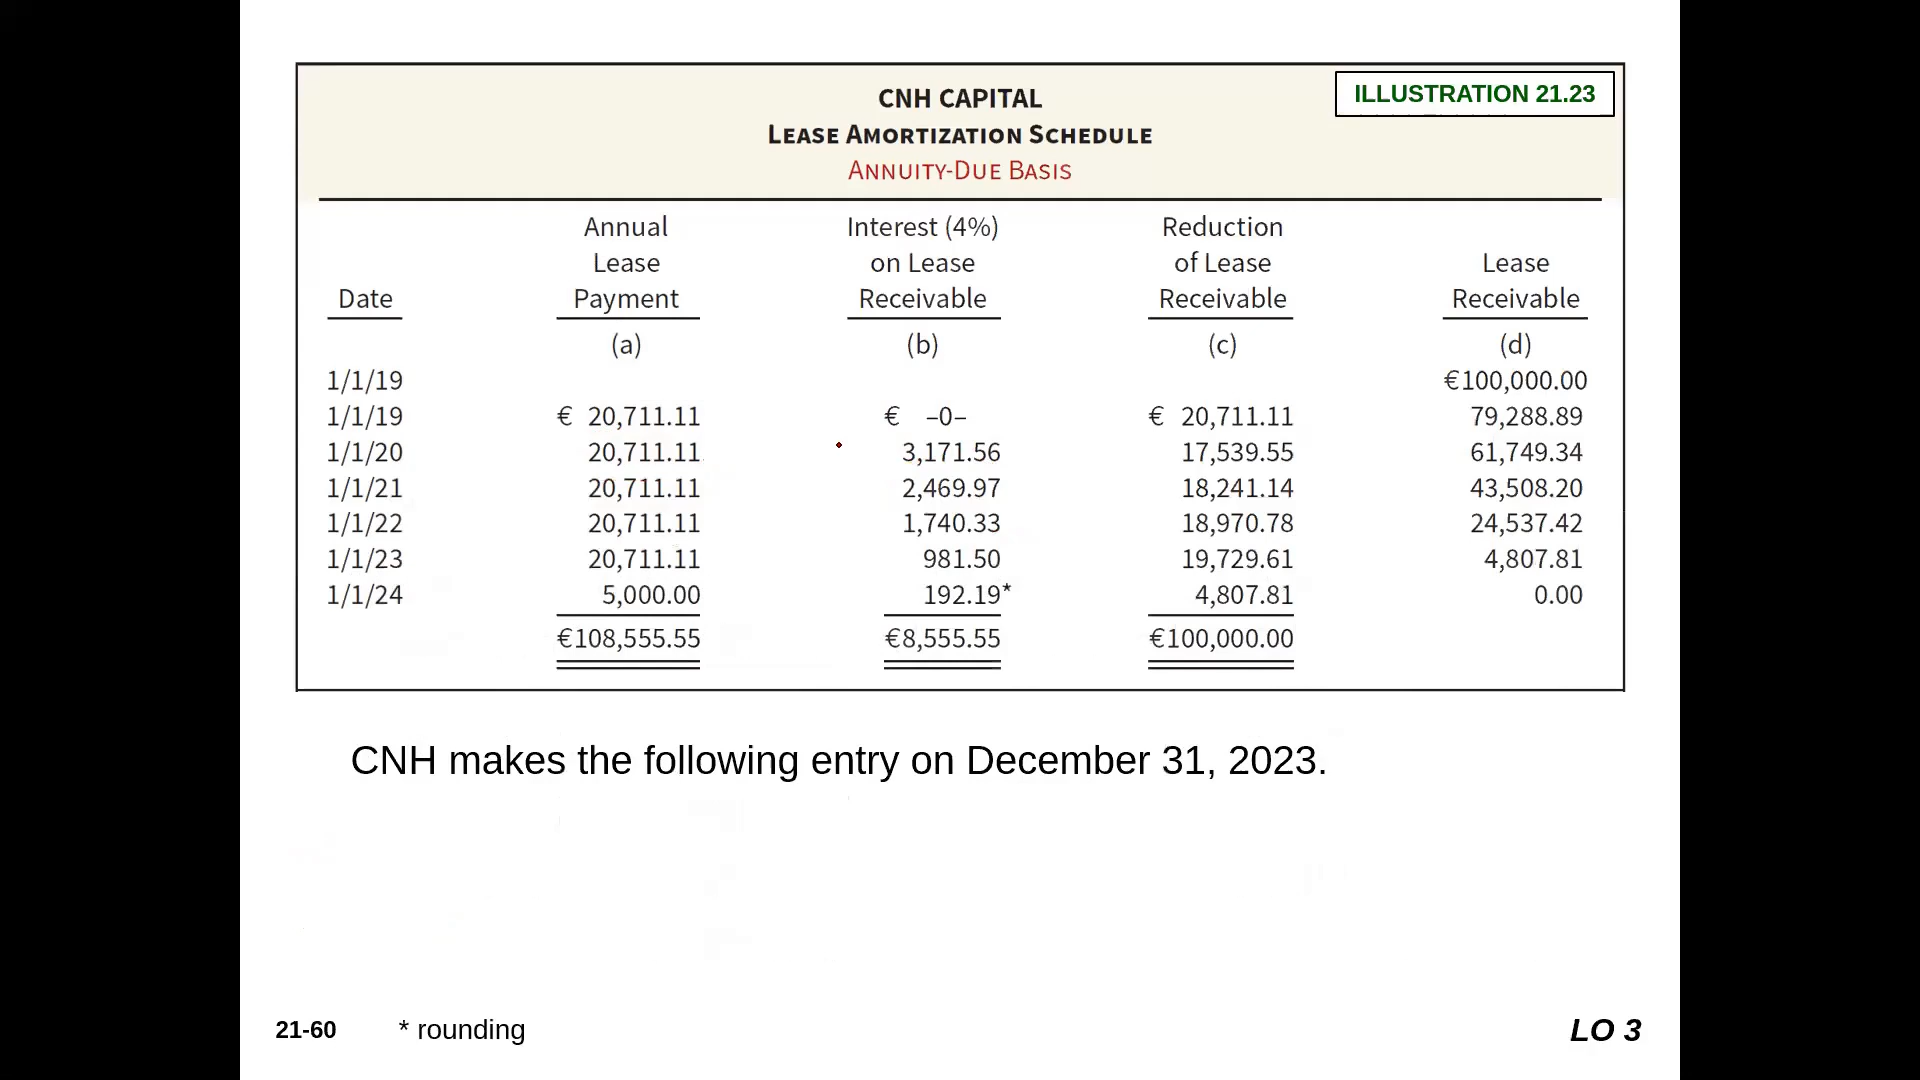 CNH CAPITAL
ILLUSTRATION 21.23
LEASE AMORTIZATION SCHEDULE
ANNUITY-DUE BASIS
Annual Interest (4%) Reduction
Lease on Lease of Lease Lease
Date Payment Receivable Receivable Receivable
(a) (b) (c) (d)
1/1/19 €100,000.00
1/1/19 € 20,711.11 € –0– € 20,711.11 79,288.89
1/1/20 20,711.11 3,171.56 17,539.55 61,749.34
1/1/21 20,711.11 2,469.97 18,241.14 43,508.20
1/1/22 20,711.11 1,740.33 18,970.78 24,537.42
1/1/23 20,711.11 981.50 19,729.61 4,807.81
1/1/24 5,000.00 192.19* 4,807.81 0.00
€108,555.55 €8,555.55 €100,000.00
CNH makes the following entry on December 31, 2023.
21-60 * rounding LO 3